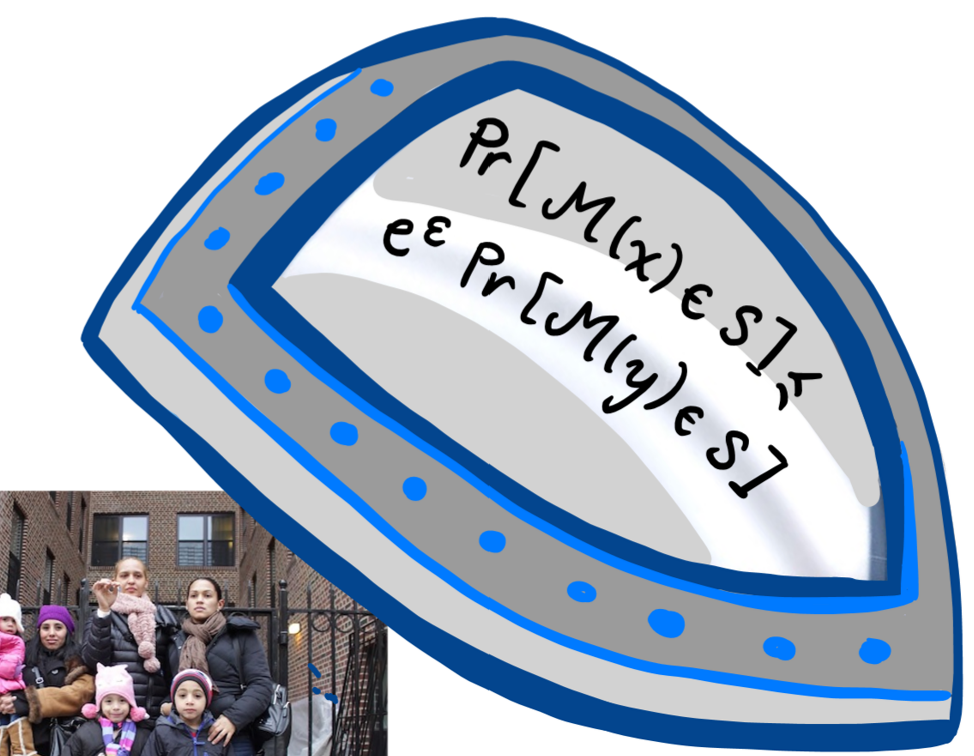 Pr[M(x) ∈ S] ≤
e^ε Pr[M(y) ∈ S]